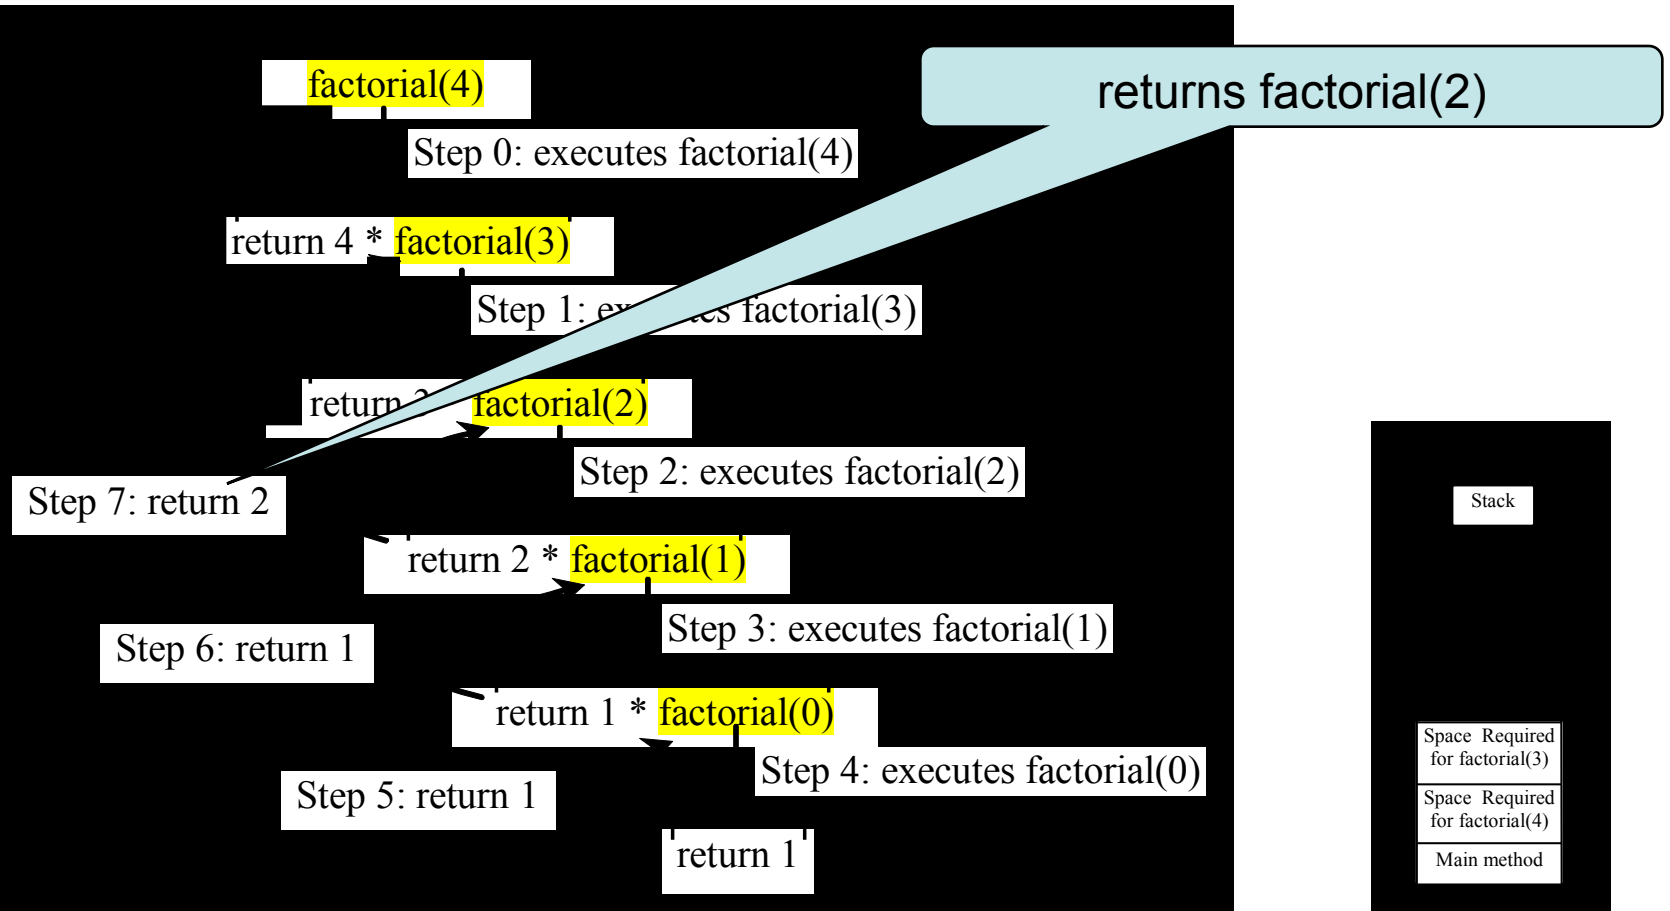 factorial(4)
returns factorial(2)
Step 0: executes factorial(4)
return 4 * factorial(3)
Step 1: factorial(3)
return factorial(2)
Step 2: executes factorial(2)
Step 7: return 2
return 2 * factorial(1)
Step 3: executes factorial(1)
Step 6: return 1
return 1 * factorial(0)
Step 4: executes factorial(0)
Step 5: return 1
return 1
Stack
Space Required
for factorial(3)
Space Required
for factorial(4)
Main method